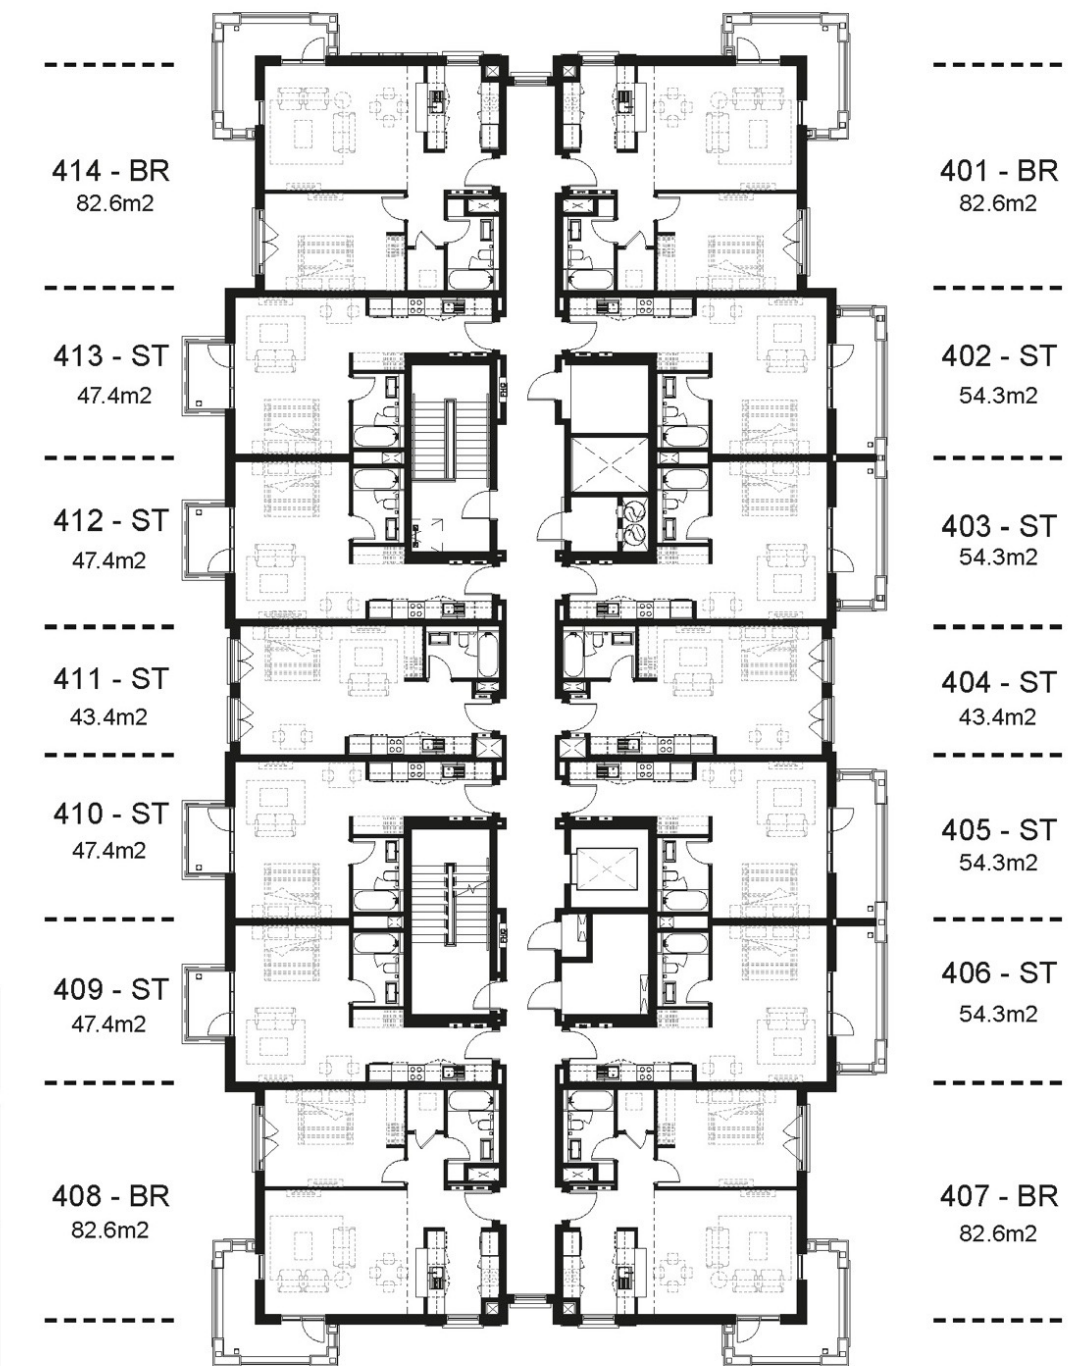 414 - BR
82.6m2
401 - BR
82.6m2
413 - ST
47.4m2
402 - ST
54.3m2
FHC
412 - ST
47.4m2
403 - ST
54.3m2
411 - ST
43.4m2
404 - ST
43.4m2
410 - ST
47.4m2
405 - ST
54.3m2
FHC
409 - ST
47.4m2
406 - ST
54.3m2
408 - BR
82.6m2
407 - BR
82.6m2